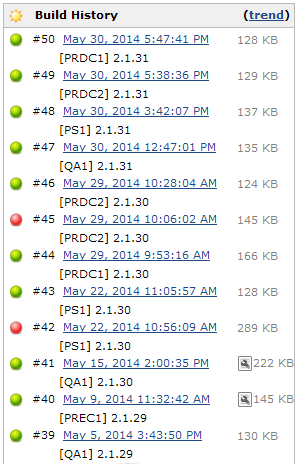 Build History (trend)
#50 May 30, 2014 5:47:41 PM 128 KB
[PRDC1] 2.1.31
#49 May 30, 2014 5:38:36 PM 129 KB
[PRDC2] 2.1.31
#48 May 30, 2014 3:42:07 PM 137 KB
[PS1] 2.1.31
#47 May 30, 2014 12:47:01 PM 135 KB
[QA1] 2.1.31
#46 May 29, 2014 10:28:04 AM 124 KB
[PRDC2] 2.1.30
#45 May 29, 2014 10:06:02 AM 145 KB
[PRDC2] 2.1.30
#44 May 29, 2014 9:53:16 AM 166 KB
[PRDC1] 2.1.30
#43 May 22, 2014 11:05:57 AM 128 KB
[PS1] 2.1.30
#42 May 22, 2014 10:56:09 AM 289 KB
[PS1] 2.1.30
#41 May 15, 2014 2:00:35 PM 222 KB
[QA1] 2.1.30
#40 May 9, 2014 11:32:42 AM 145 KB
[PREC1] 2.1.29
#39 May 5, 2014 3:43:50 PM 130 KB
[QA1] 2.1.29